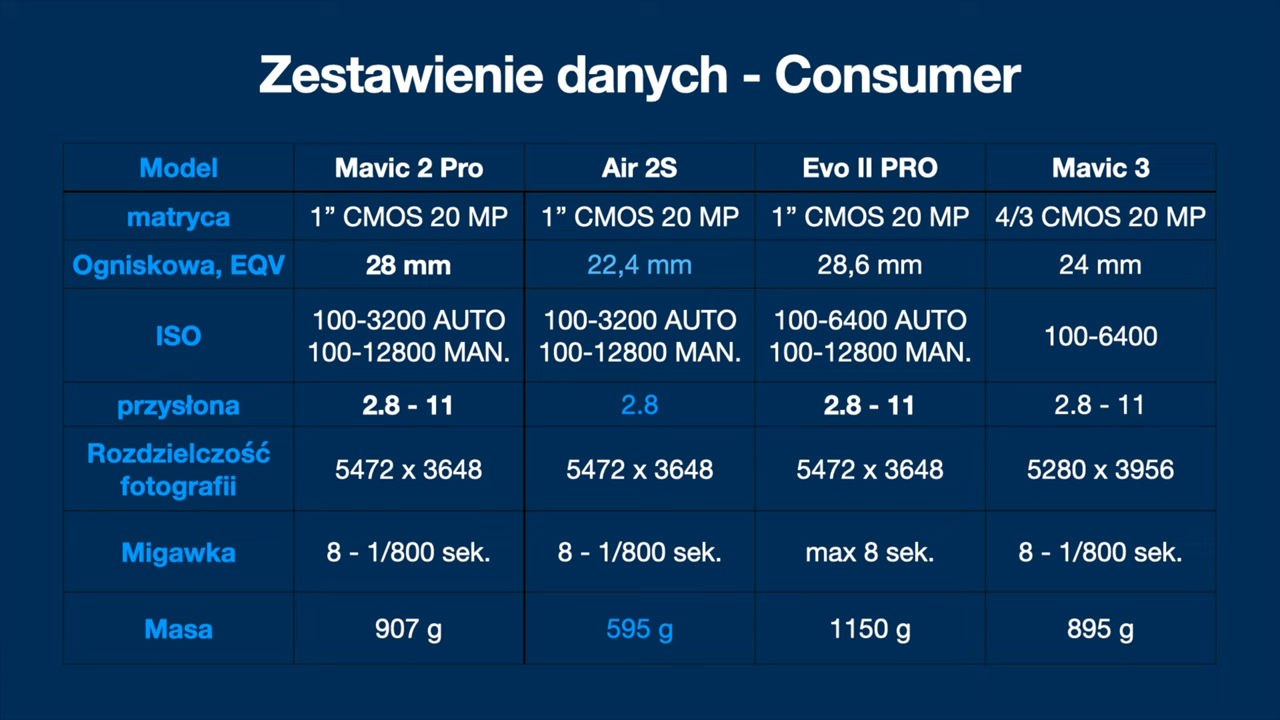 Zestawienie danych - Consumer
Model Mavic 2 Pro Air 2S Evo II PRO Mavic 3
matryca 1” CMOS 20 MP 1” CMOS 20 MP 1” CMOS 20 MP 4/3 CMOS 20 MP
Ogniskowa, EQV 28 mm 22,4 mm 28,6 mm 24 mm
ISO 100-3200 AUTO 100-12800 MAN. 100-3200 AUTO 100-12800 MAN. 100-6400 AUTO 100-12800 MAN. 100-6400
przysłona 2.8 - 11 2.8 2.8 - 11 2.8 - 11
Rozdzielczość fotografii 5472 x 3648 5472 x 3648 5472 x 3648 5280 x 3956
Migawka 8 - 1/800 sek. 8 - 1/800 sek. max 8 sek. 8 - 1/800 sek.
Masa 907 g 595 g 1150 g 895 g